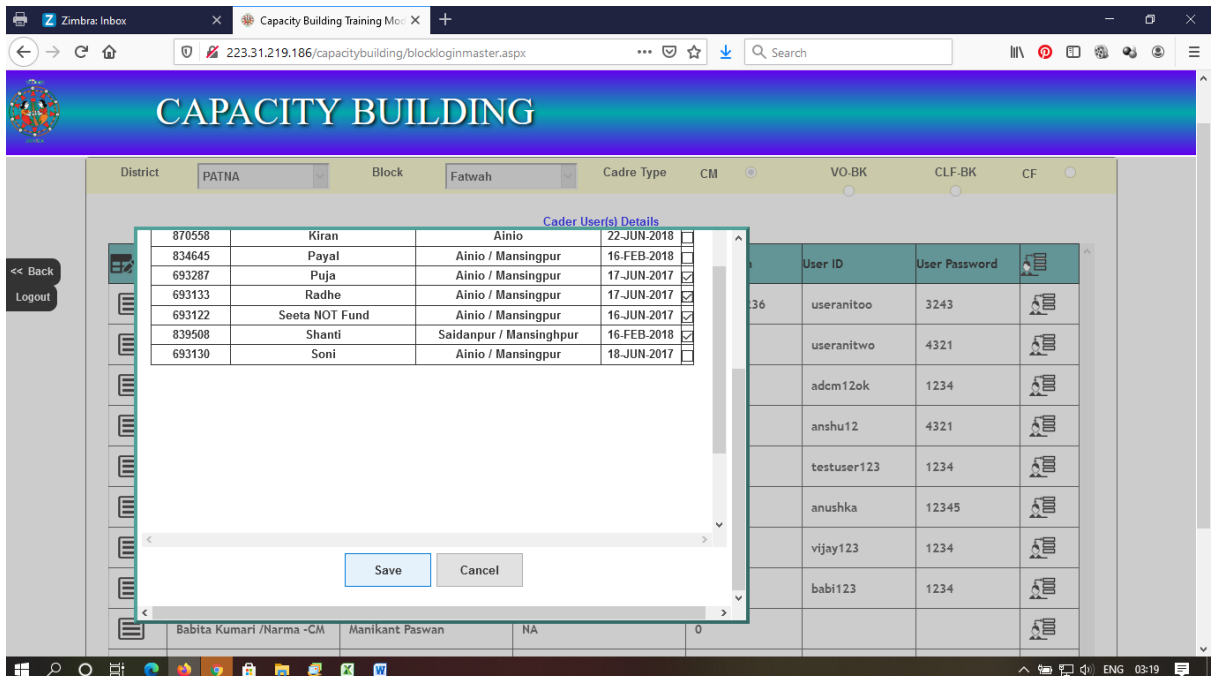 Zimbra: Inbox
Capacity Building Training Mod
223.31.219.186/capacitybuilding/blockloginmaster.aspx
Search
CAPACITY BUILDING
District PATNA Block Fatwah Cadre Type CM VO-BK CLF-BK CF
Cader User(s) Details
<< Back
Logout
User ID User Password
870558 Kiran Ainio 22-JUN-2018
834645 Payal Ainio / Mansingpur 16-FEB-2018
693287 Puja Ainio / Mansingpur 17-JUN-2017
693133 Radhe Ainio / Mansingpur 17-JUN-2017
693122 Seeta NOT Fund Ainio / Mansingpur 16-JUN-2017
839508 Shanti Saidanpur / Mansinghpur 16-FEB-2018
693130 Soni Ainio / Mansingpur 18-JUN-2017
236 useranitoo 3243
useranitwo 4321
adcm12ok 1234
anshu12 4321
testuser123 1234
anushka 12345
vijay123 1234
babi123 1234
Save Cancel
Babita Kumari /Narma -CM Manikant Paswan NA 0
ENG 03:19